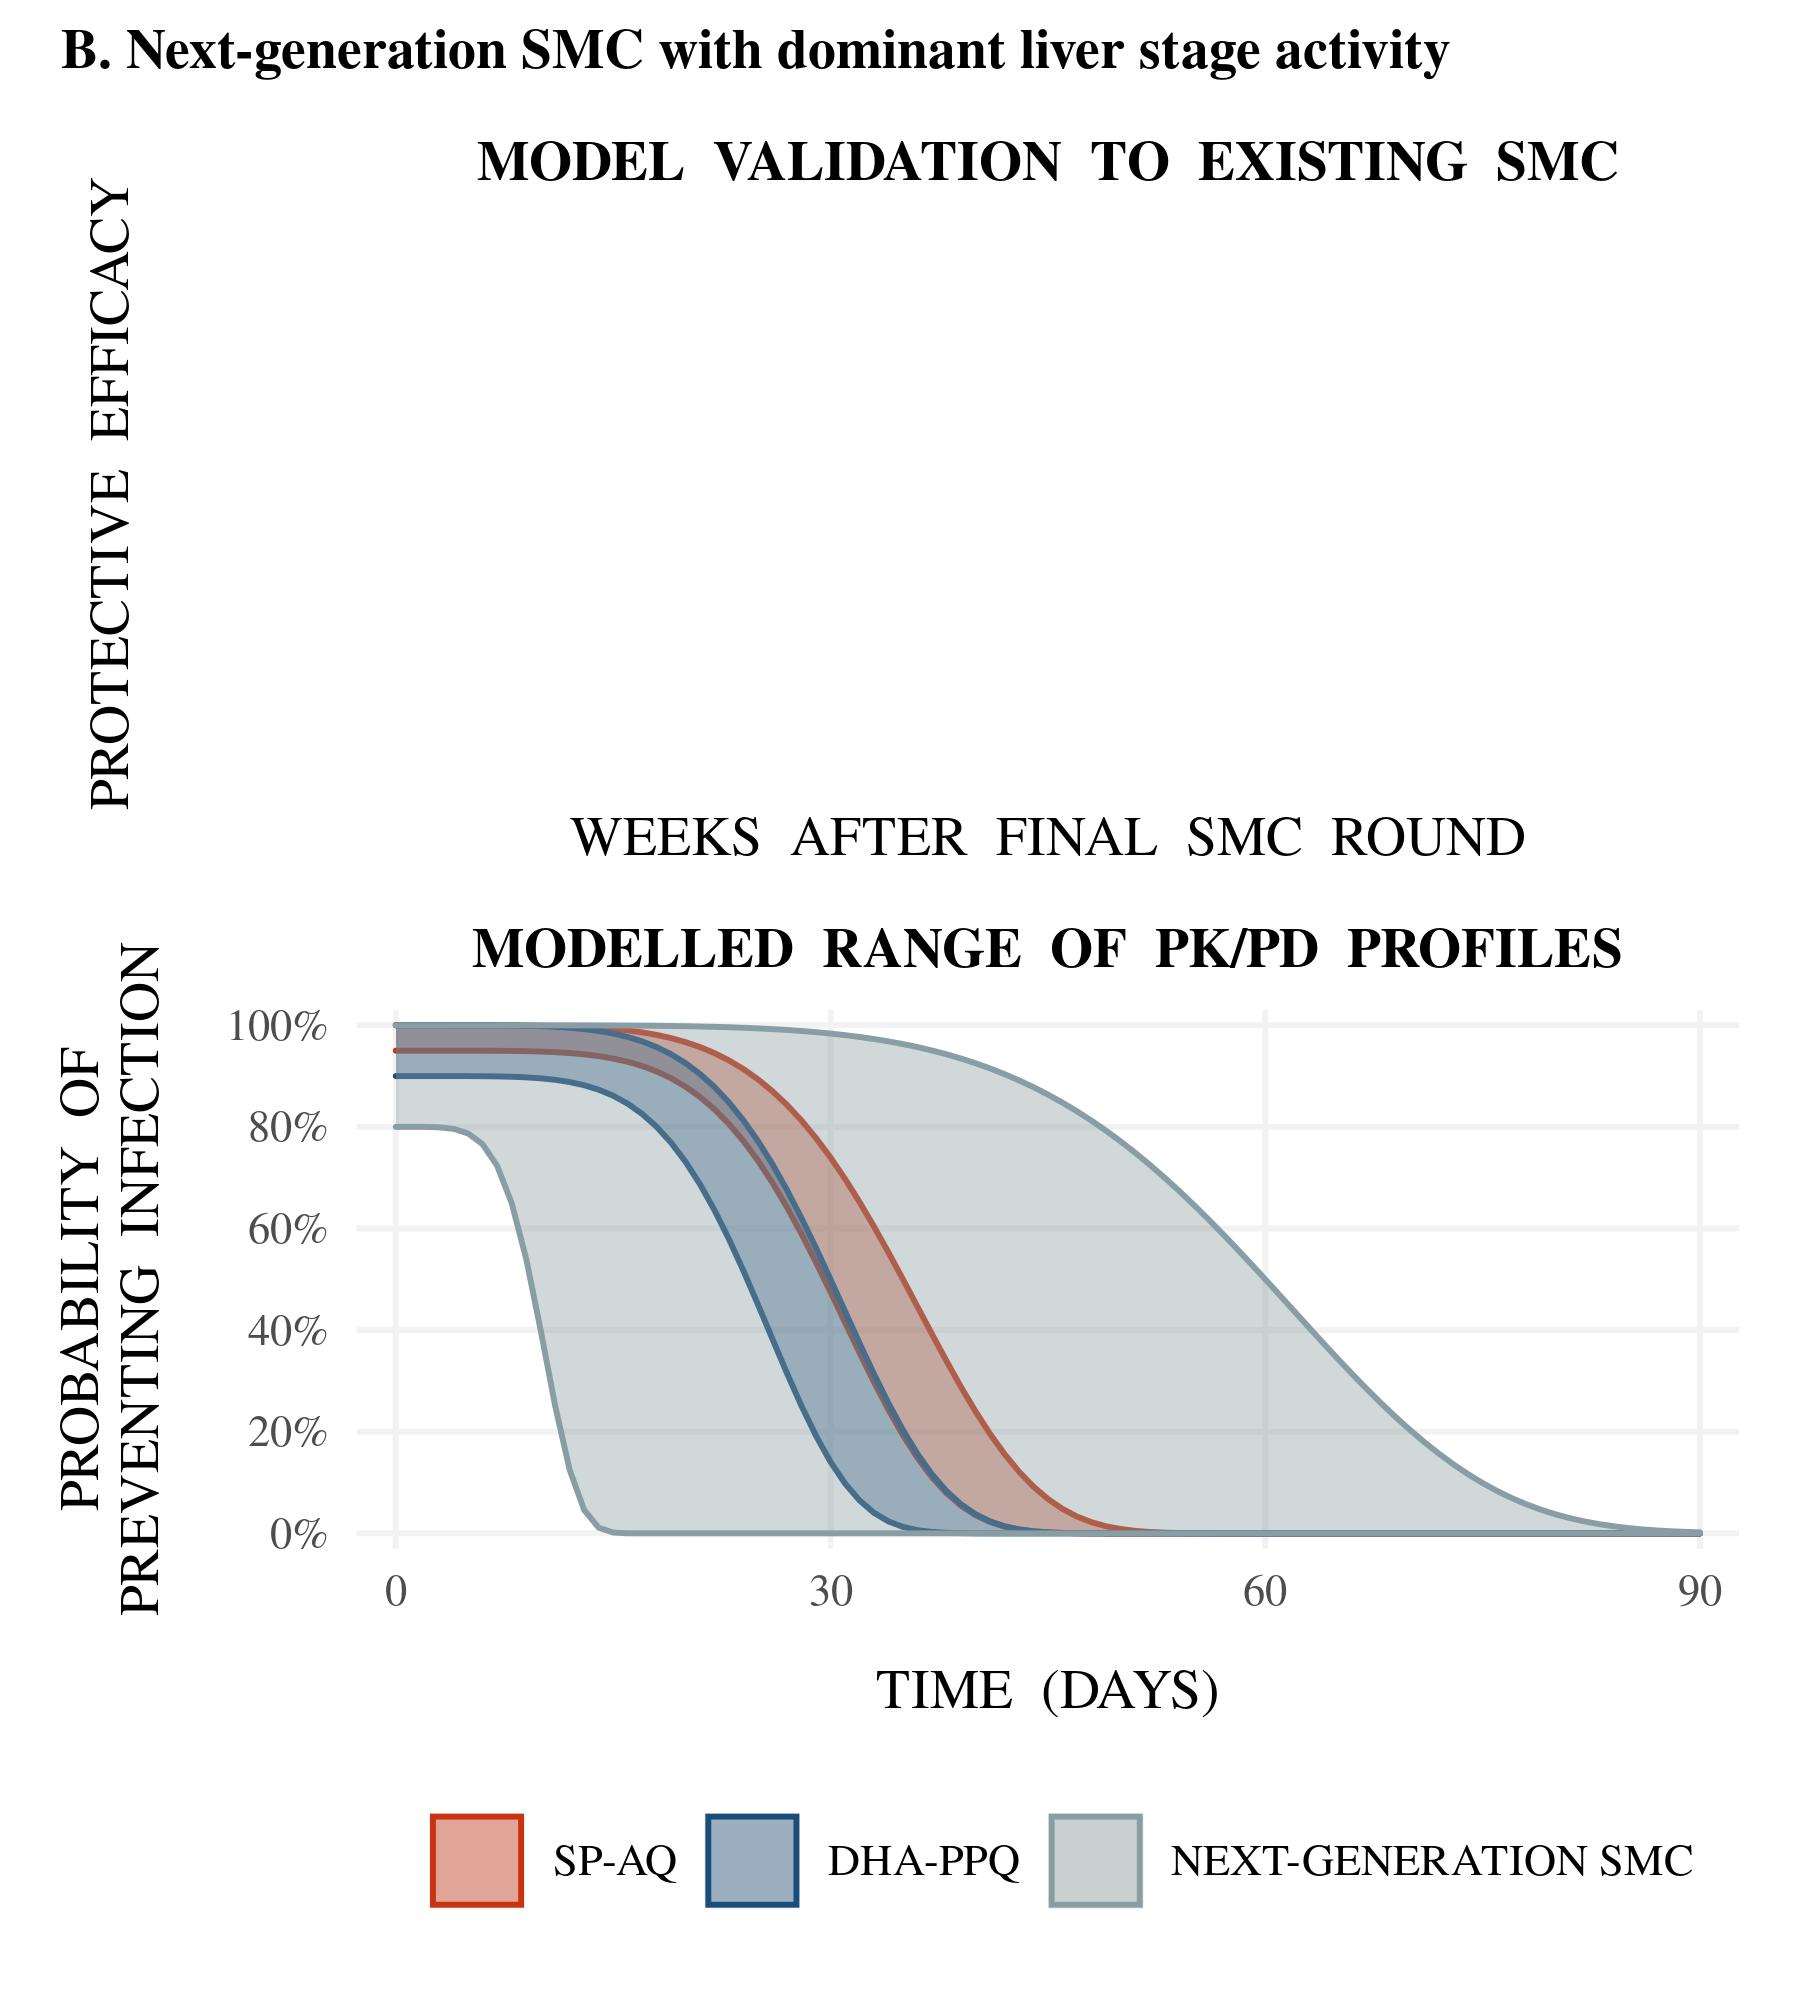 B. Next-generation SMC with dominant liver stage activity
MODEL VALIDATION TO EXISTING SMC
PROTECTIVE EFFICACY
WEEKS AFTER FINAL SMC ROUND
MODELLED RANGE OF PK/PD PROFILES
PROBABILITY OF
PREVENTING INFECTION
100%
80%
60%
40%
20%
0%
0 30 60 90
TIME (DAYS)
SP-AQ DHA-PPQ NEXT-GENERATION SMC